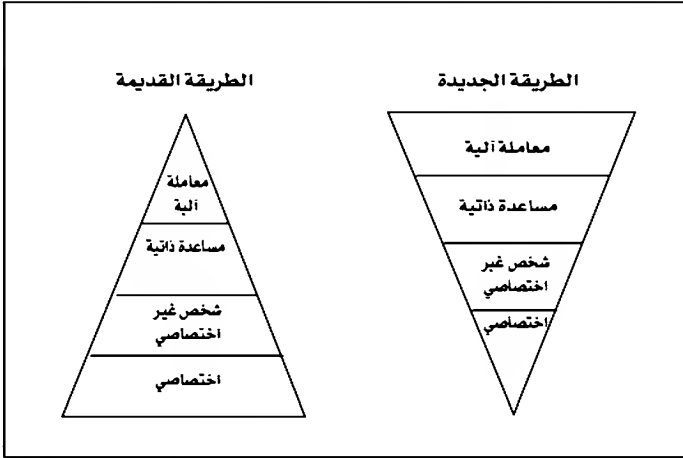 الطريقة الجديدة
معاملة آلية
مساعدة ذاتية
شخص غير
اختصاصي
اختصاصي
الطريقة القديمة
معاملة
آلية
مساعدة ذاتية
شخص غير
اختصاصي
اختصاصي